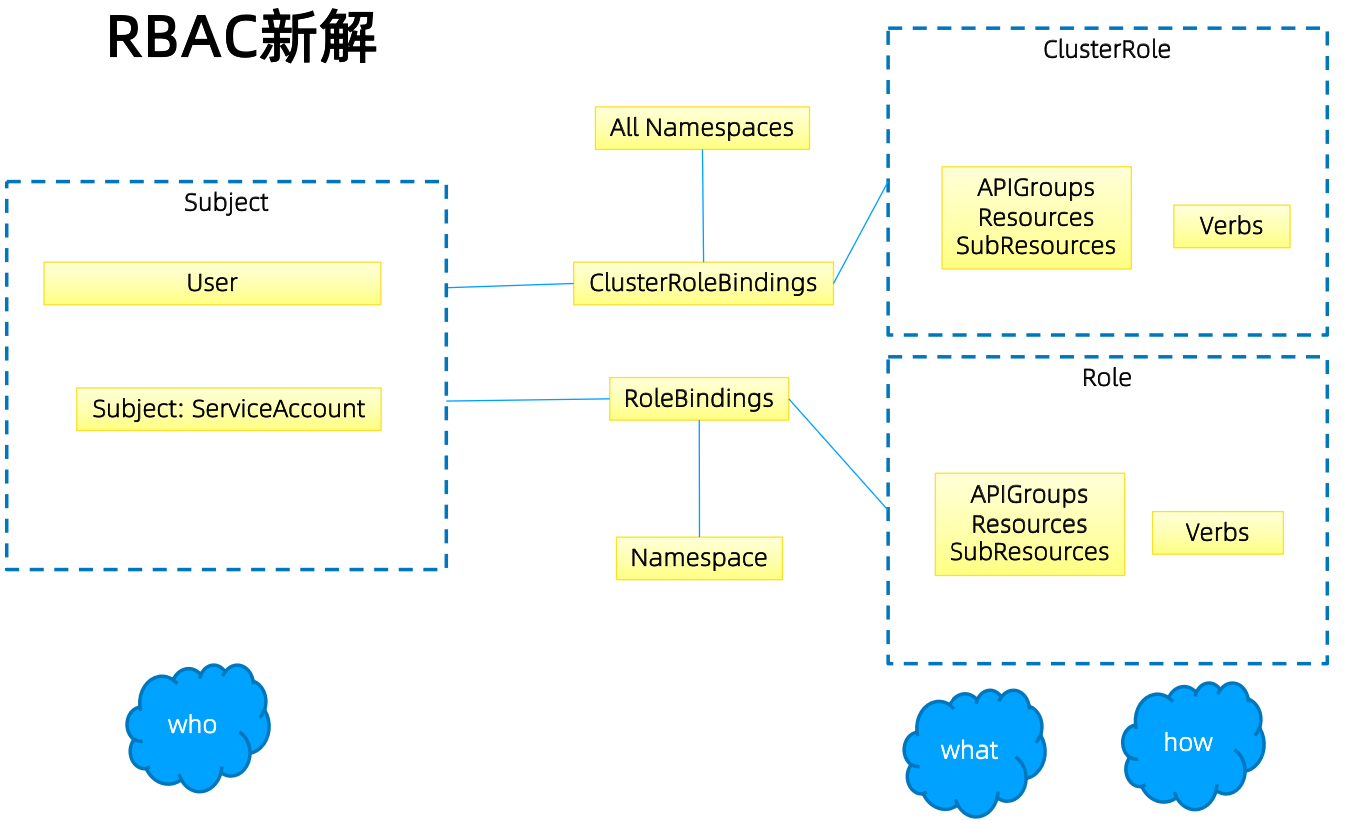 RBAC新解
Subject
User
Subject: ServiceAccount
All Namespaces
ClusterRoleBindings
RoleBindings
Namespace
ClusterRole
APIGroups
Resources
SubResources
Verbs
Role
APIGroups
Resources
SubResources
Verbs
who
what
how